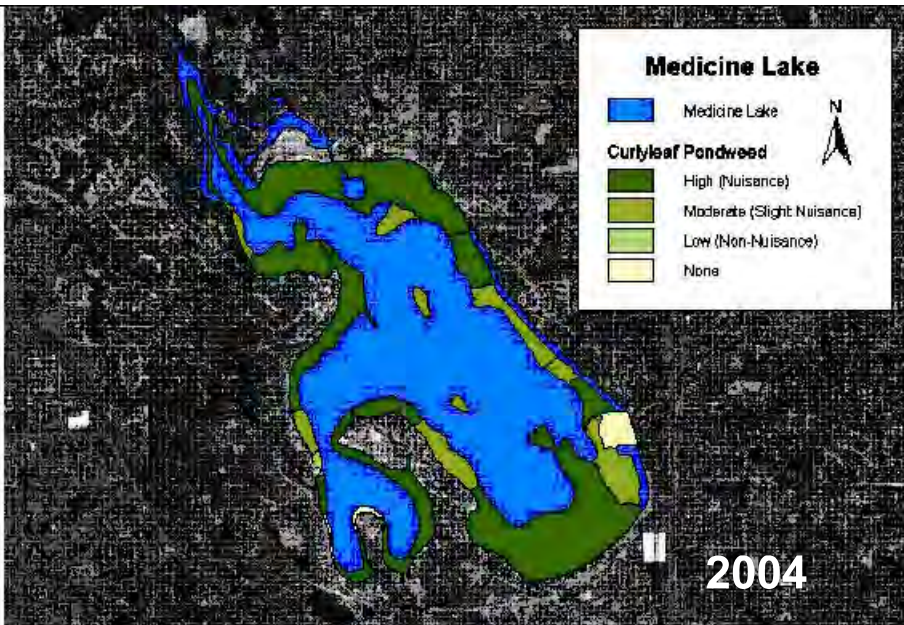 Medicine Lake
Medicine Lake
N
Curlyleaf Pondweed
High (Nuisance)
Moderate (Slight Nuisance)
Low (Non-Nuisance)
None
2004